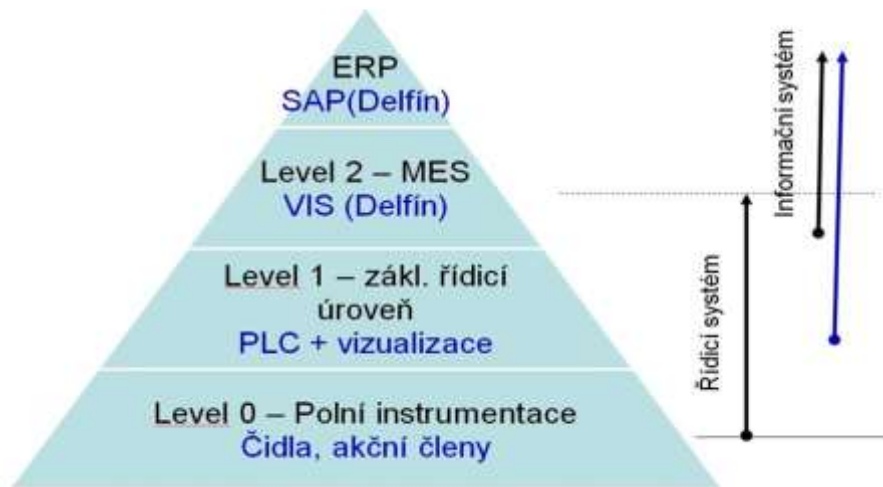 ERP
SAP(Delfín)
Level 2 – MES
VIS (Delfín)
Level 1 – zákl. řídicí
úroveň
PLC + vizualizace
Level 0 – Polní instrumentace
Čidla, akční členy
Řídicí systém
Informační systém